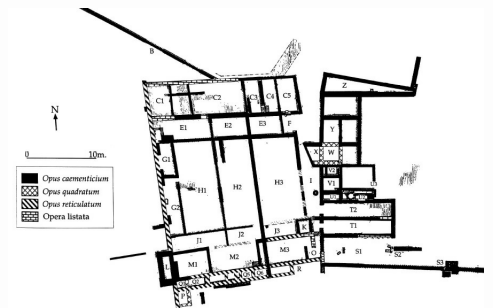 B
Z
C1
C2
C3
C4
C5
N
E1
E2
E3
F
Y
X
W
G1
V2
0 10m.
H1
H2
H3
I
V1
U3
Opus caementicium
Opus quadratum
Opus reticulatum
Opera listata
G2
T2
T1
K
J1
J2
J3
S1
S2
S3
L
M1
M2
M3
O
R
P